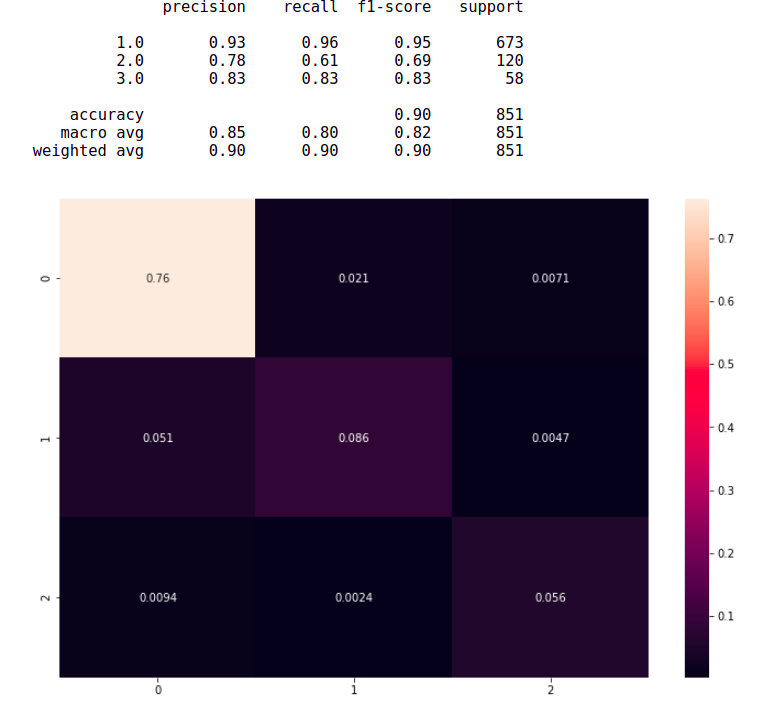 precision recall f1-score support
1.0 0.93 0.96 0.95 673
2.0 0.78 0.61 0.69 120
3.0 0.83 0.83 0.83 58
accuracy 0.90 851
macro avg 0.85 0.80 0.82 851
weighted avg 0.90 0.90 0.90 851
0 0.76 0.021 0.0071
1 0.051 0.086 0.0047
2 0.0094 0.0024 0.056
0 1 2
0.7
0.6
0.5
0.4
0.3
0.2
0.1